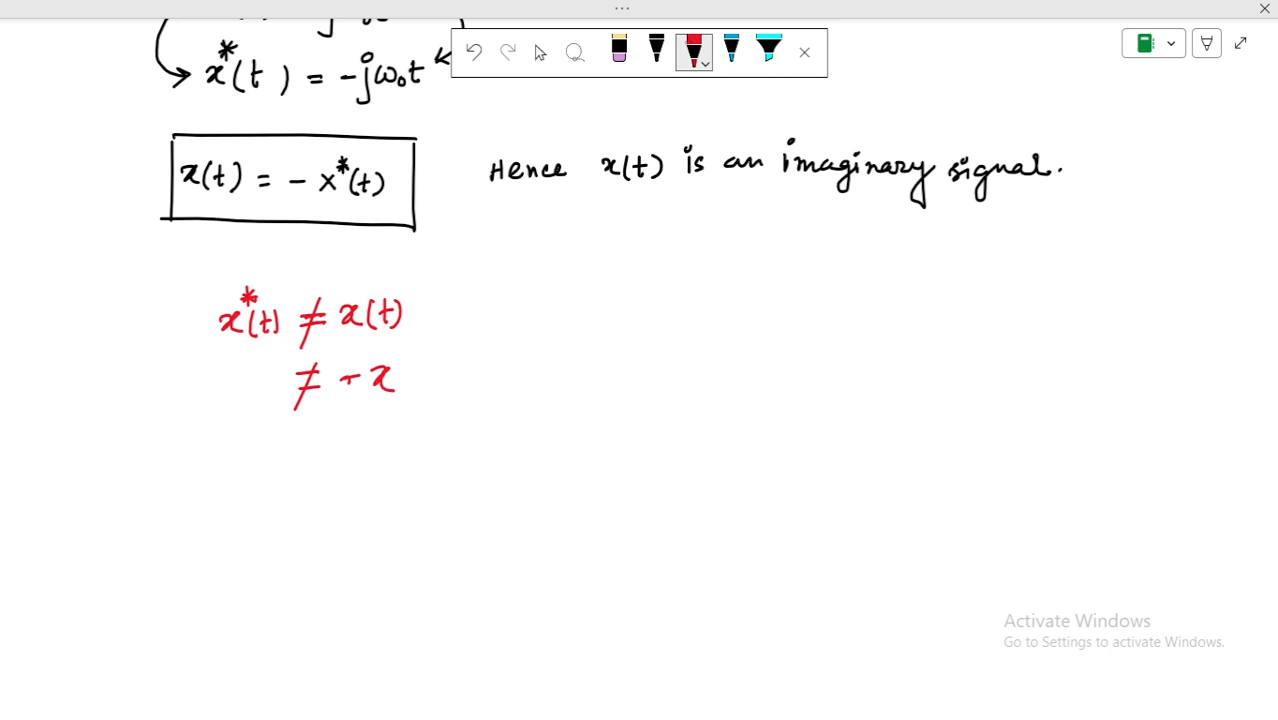 x*(t) = -jω₀t
x(t) = - x*(t)
Hence x(t) is an imaginary signal.
x*(t) ≠ x(t)
≠ - x
Activate Windows
Go to Settings to activate Windows.